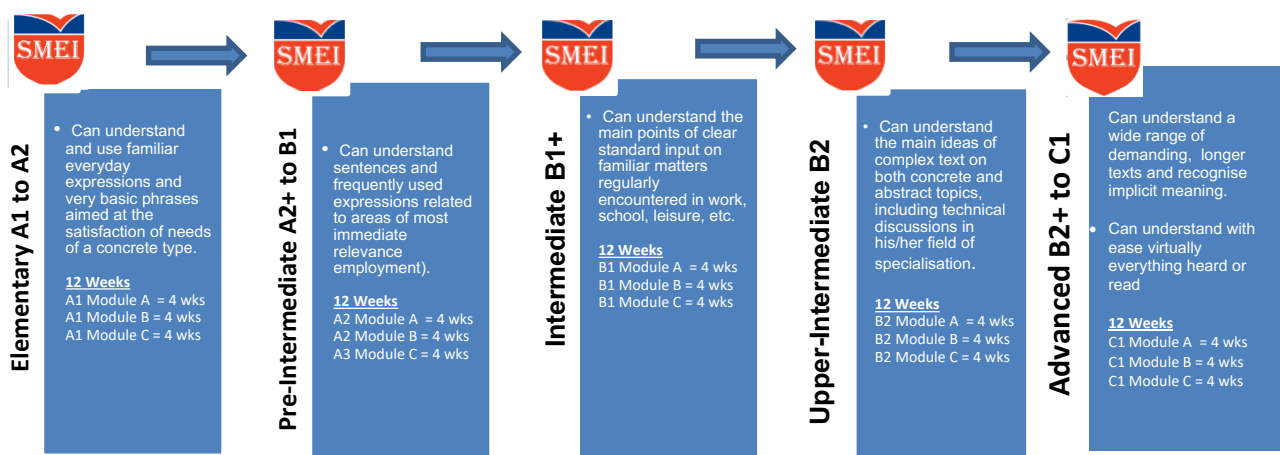 SMEI
Elementary A1 to A2
• Can understand
and use familiar
everyday
expressions and
very basic phrases
aimed at the
satisfaction of needs
of a concrete type.
12 Weeks
A1 Module A = 4 wks
A1 Module B = 4 wks
A1 Module C = 4 wks
SMEI
Pre-Intermediate A2+ to B1
• Can understand
sentences and
frequently used
expressions related
to areas of most
immediate
relevance
employment).
12 Weeks
A2 Module A = 4 wks
A2 Module B = 4 wks
A3 Module C = 4 wks
SMEI
Intermediate B1+
• Can understand the
main points of clear
standard input on
familiar matters
regularly
encountered in work,
school, leisure, etc.
12 Weeks
B1 Module A = 4 wks
B1 Module B = 4 wks
B1 Module C = 4 wks
SMEI
Upper-Intermediate B2
• Can understand
the main ideas of
complex text on
both concrete and
abstract topics,
including technical
discussions in
his/her field of
specialisation.
12 Weeks
B2 Module A = 4 wks
B2 Module B = 4 wks
B2 Module C = 4 wks
SMEI
Advanced B2+ to C1
Can understand a
wide range of
demanding, longer
texts and recognise
implicit meaning.
• Can understand with
ease virtually
everything heard or
read
12 Weeks
C1 Module A = 4 wks
C1 Module B = 4 wks
C1 Module C = 4 wks